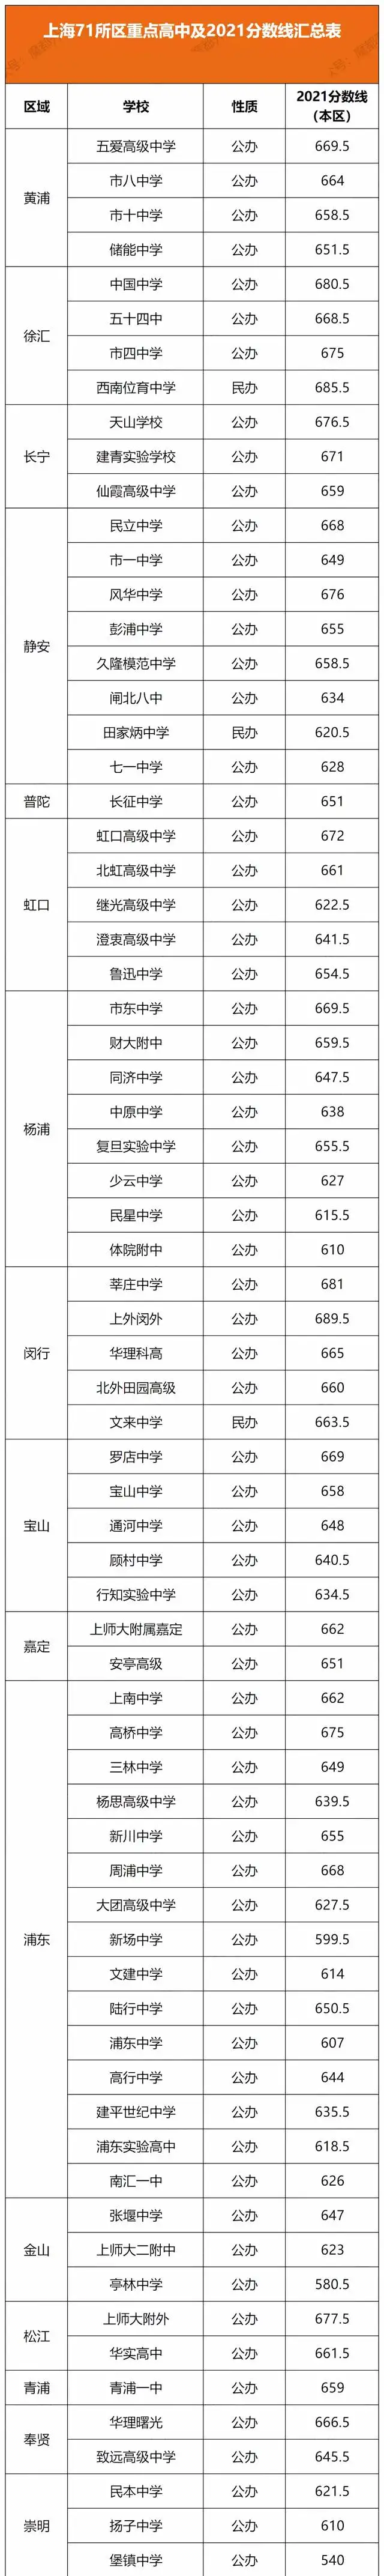 上海71所区重点高中及2021分数线汇总表
区域 学校 性质 2021分数线（本区）
黄浦 五爱高级中学 公办 669.5
市八中学 公办 664
市十中学 公办 658.5
储能中学 公办 651.5
徐汇 中国中学 公办 680.5
五十四中 公办 668.5
市四中学 公办 675
西南位育中学 民办 685.5
长宁 天山学校 公办 676.5
建青实验学校 公办 671
仙霞高级中学 公办 659
静安 民立中学 公办 668
市一中学 公办 649
风华中学 公办 676
彭浦中学 公办 655
久隆模范中学 公办 658.5
闸北八中 公办 634
田家炳中学 民办 620.5
七一中学 公办 628
普陀 长征中学 公办 651
虹口 虹口高级中学 公办 672
北虹高级中学 公办 661
继光高级中学 公办 622.5
澄衷高级中学 公办 641.5
鲁迅中学 公办 654.5
杨浦 市东中学 公办 669.5
财大附中 公办 659.5
同济中学 公办 647.5
中原中学 公办 638
复旦实验中学 公办 655.5
少云中学 公办 627
民星中学 公办 615.5
体院附中 公办 610
闵行 莘庄中学 公办 681
上外闵外 公办 689.5
华理科高 公办 665
北外田园高级 公办 660
文来中学 民办 663.5
宝山 罗店中学 公办 669
宝山中学 公办 658
通河中学 公办 648
顾村中学 公办 640.5
行知实验中学 公办 634.5
嘉定 上师大附属嘉定 公办 662
安亭高级 公办 651
浦东 上南中学 公办 662
高桥中学 公办 675
三林中学 公办 649
杨思高级中学 公办 639.5
新川中学 公办 655
周浦中学 公办 668
大团高级中学 公办 627.5
新场中学 公办 599.5
文建中学 公办 614
陆行中学 公办 650.5
浦东中学 公办 607
高行中学 公办 644
建平世纪中学 公办 635.5
浦东实验高中 公办 618.5
南汇一中 公办 626
金山 张堰中学 公办 647
上师大二附中 公办 623
亭林中学 公办 580.5
松江 上师大附外 公办 677.5
华实高中 公办 661.5
青浦 青浦一中 公办 659
奉贤 华理曙光 公办 666.5
致远高级中学 公办 645.5
崇明 民本中学 公办 621.5
扬子中学 公办 610
堡镇中学 公办 540